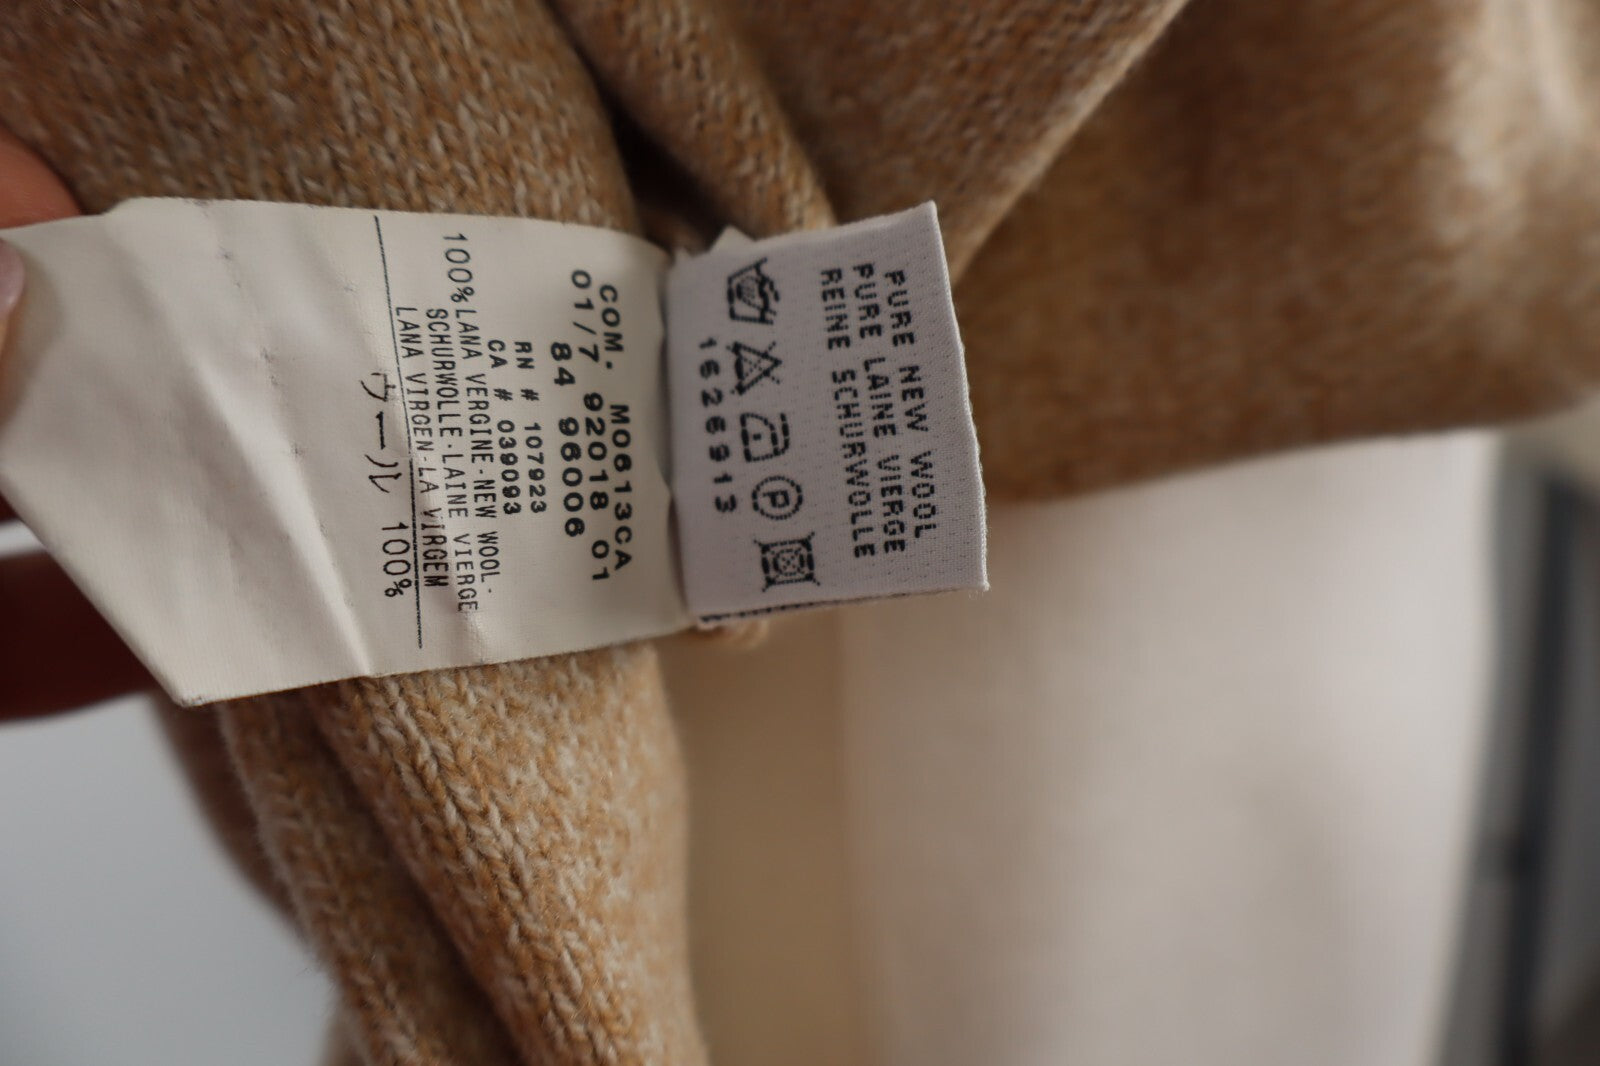 COM. M0613CA
01/7 92018 01
84 96006
RN # 107923
CA # 039093
100% LANA VERGINE-NEW WOOL-
SCHURWOLLE-LAINE VIERGE
LANA VIRGEN-LA VIRGEM
ウール 100%
PURE NEW WOOL
PURE LAINE VIERGE
REINE SCHURWOLLE
P
1626913